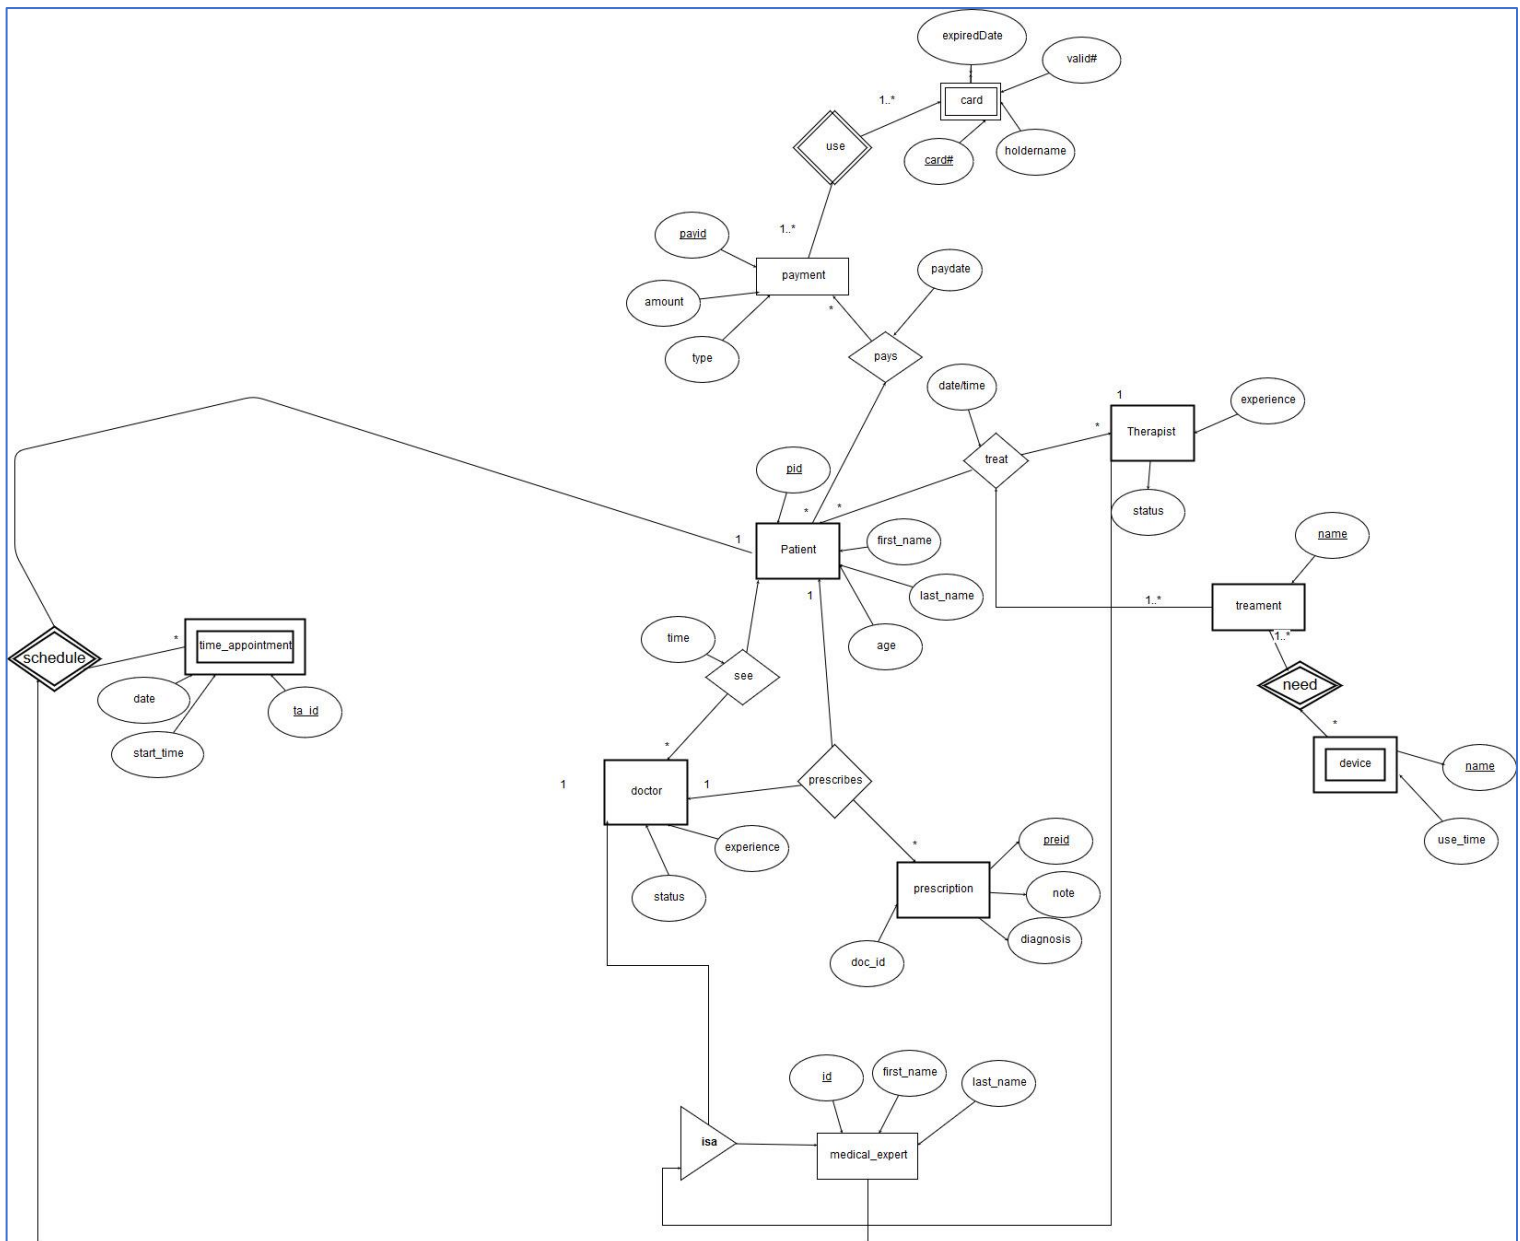 expiredDate
valid#
1..*
card
use
card#
holdername
payid
1..*
payment
paydate
amount
*
type
pays
date/time
1
experience
*
Therapist
treat
pid
*
*
status
1
Patient
first_name
name
last_name
1
1..*
treament
time
age
*
schedule
time_appointment
1..*
see
need
date
ta_id
start_time
*
*
device
name
1
doctor
1
prescribes
use_time
experience
*
preid
status
prescription
note
diagnosis
doc_id
id
first_name
last_name
isa
medical_expert